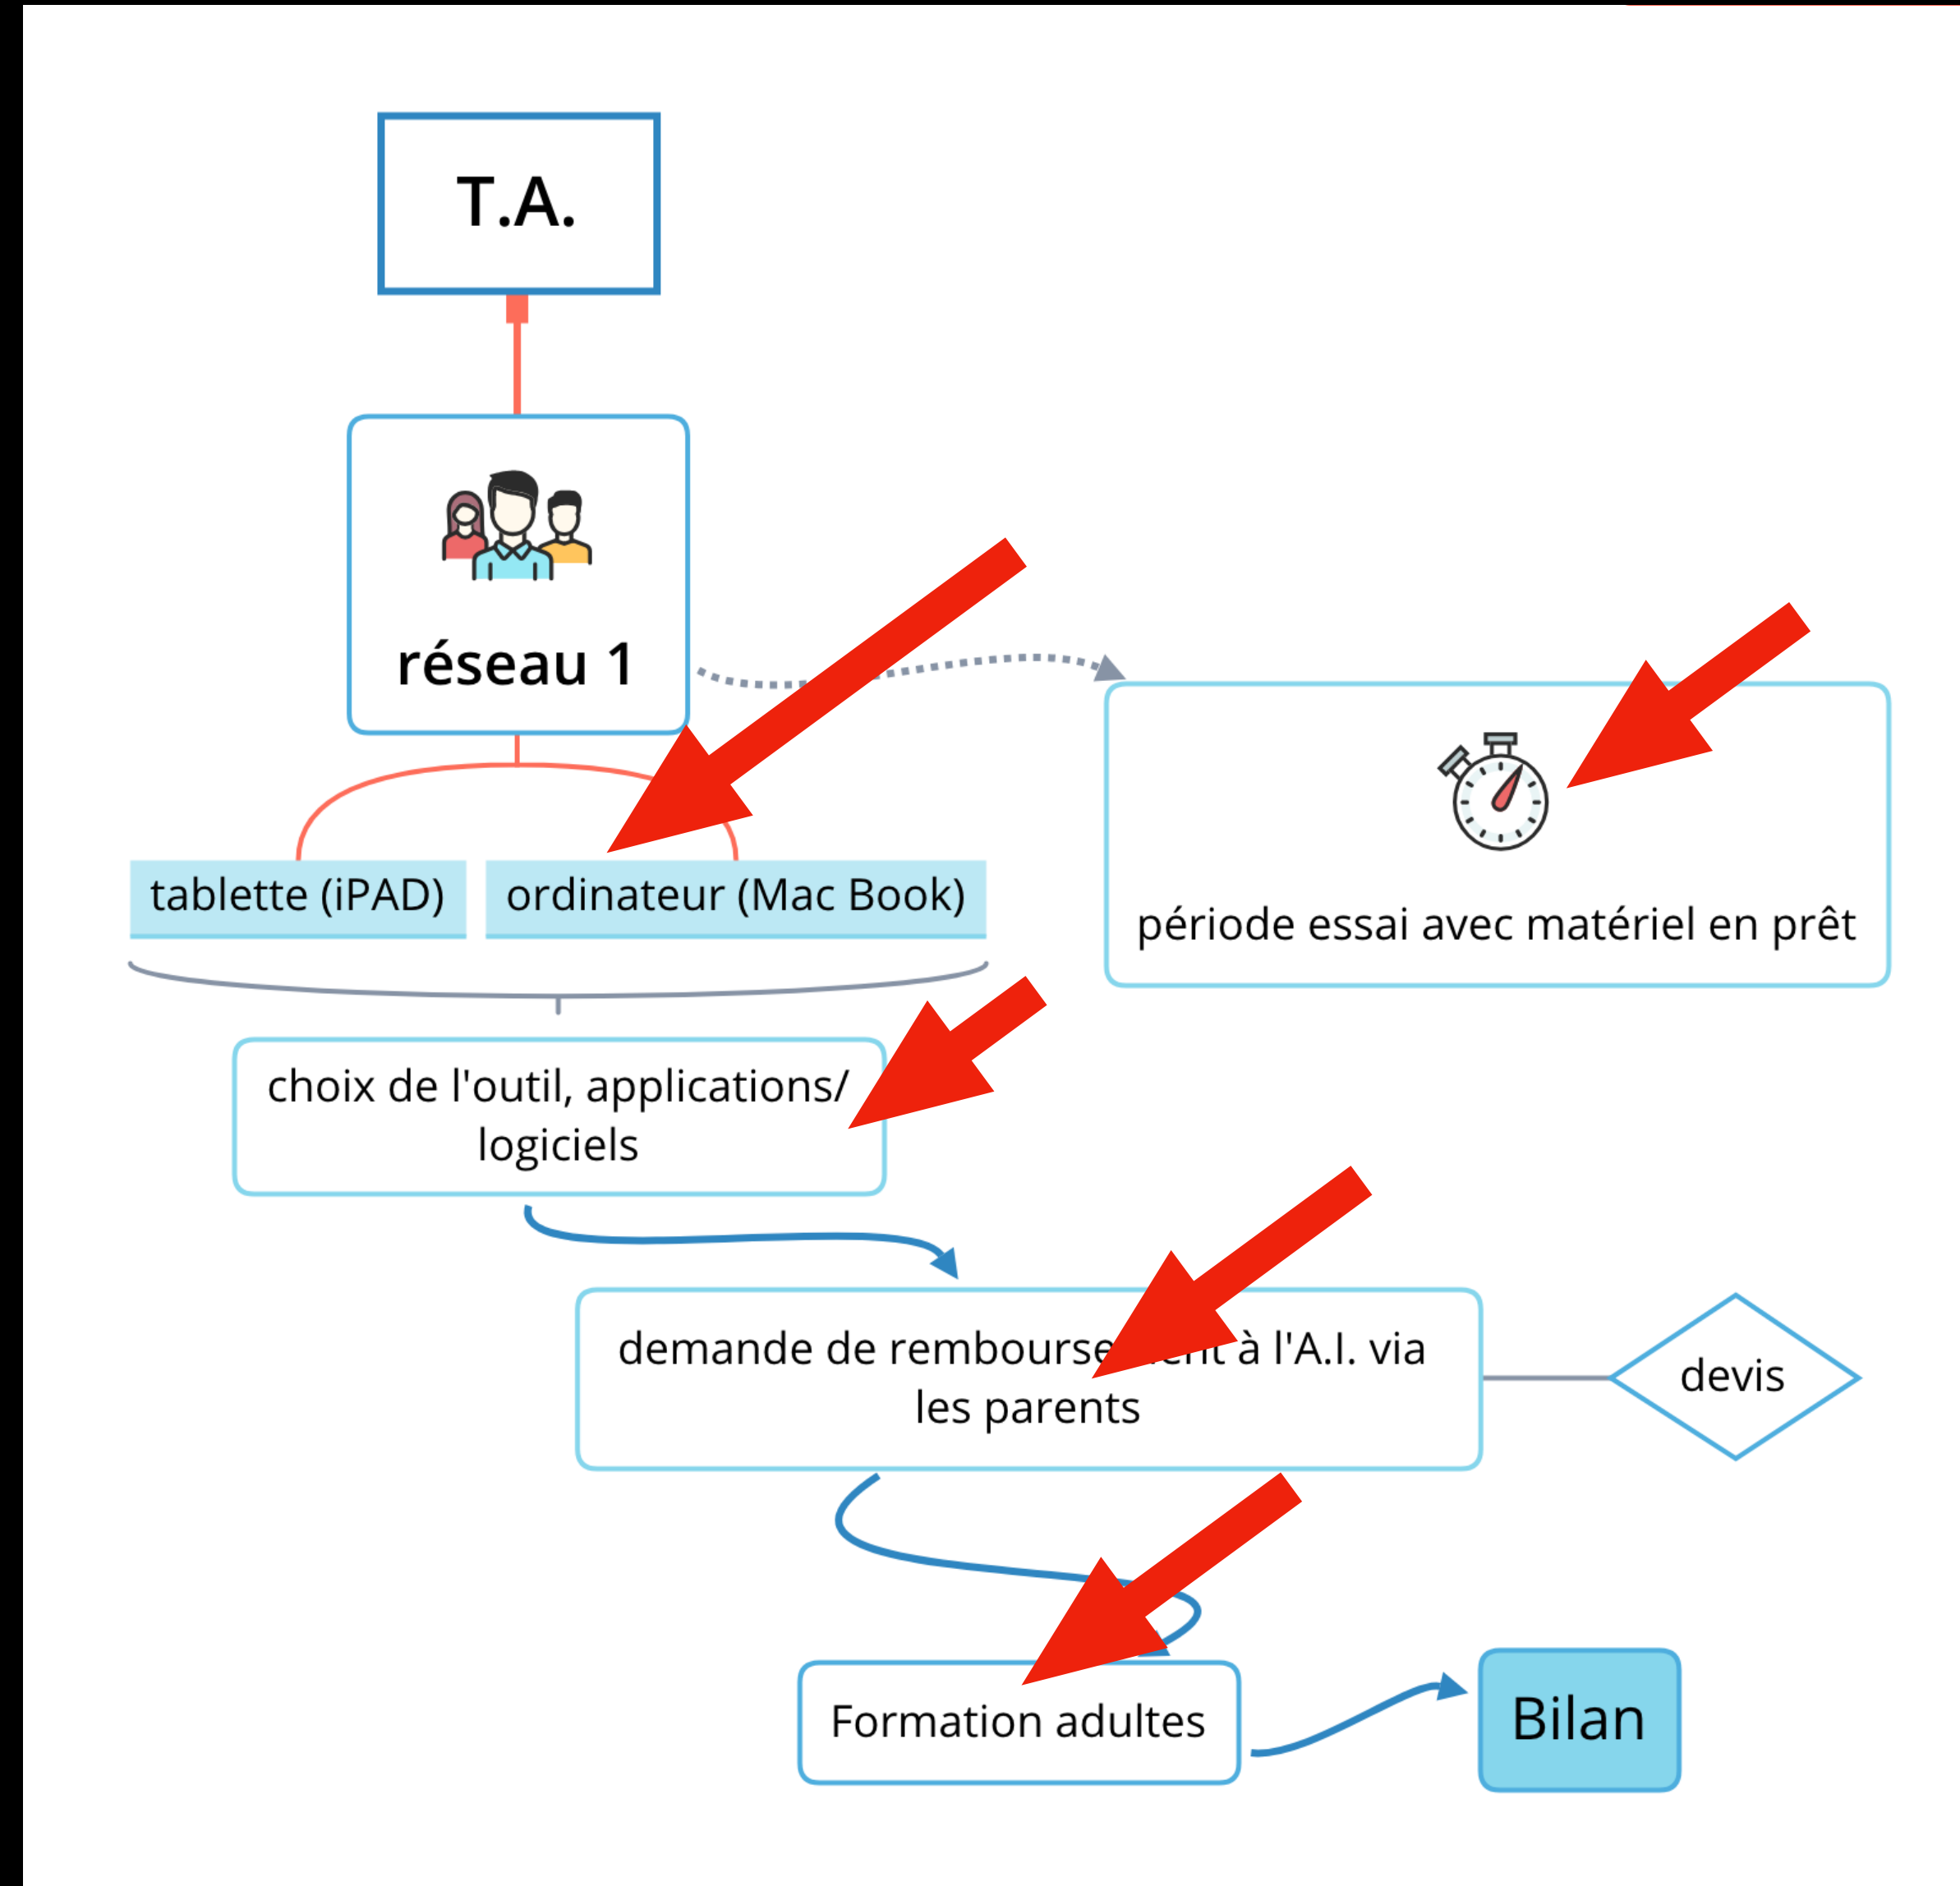 T.A.
réseau 1
tablette (iPAD)
ordinateur (Mac Book)
période essai avec matériel en prêt
choix de l'outil, applications/
logiciels
demande de remboursement à l'A.I. via
les parents
devis
Formation adultes
Bilan